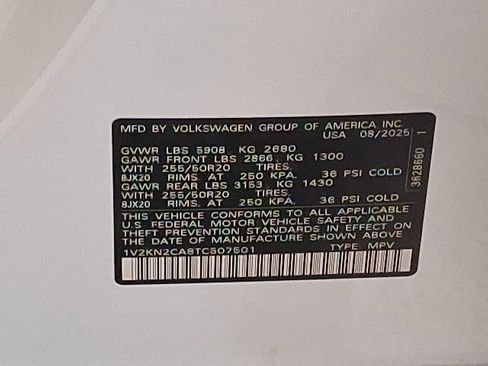 MFD BY VOLKSWAGEN GROUP OF AMERICA INC
USA 08/2025
GVWR LBS 5908, KG 2680
GAWR FRONT LBS 2866, KG 1300
WITH 255/50R20 TIRES.
8JX20 RIMS. AT 250 KPA. 36 PSI COLD
GAWR REAR LBS 3153, KG 1430
WITH 255/50R20 TIRES.
8JX20 RIMS. AT 250 KPA. 36 PSI COLD
THIS VEHICLE CONFORMS TO ALL APPLICABLE
U.S FEDERAL MOTOR VEHICLE SAFETY AND
THEFT PREVENTION STANDARDS IN EFFECT ON
THE DATE OF MANUFACTURE SHOWN ABOVE
1V2KN2CA8TC507501 TYPE: MPV
3628660 1